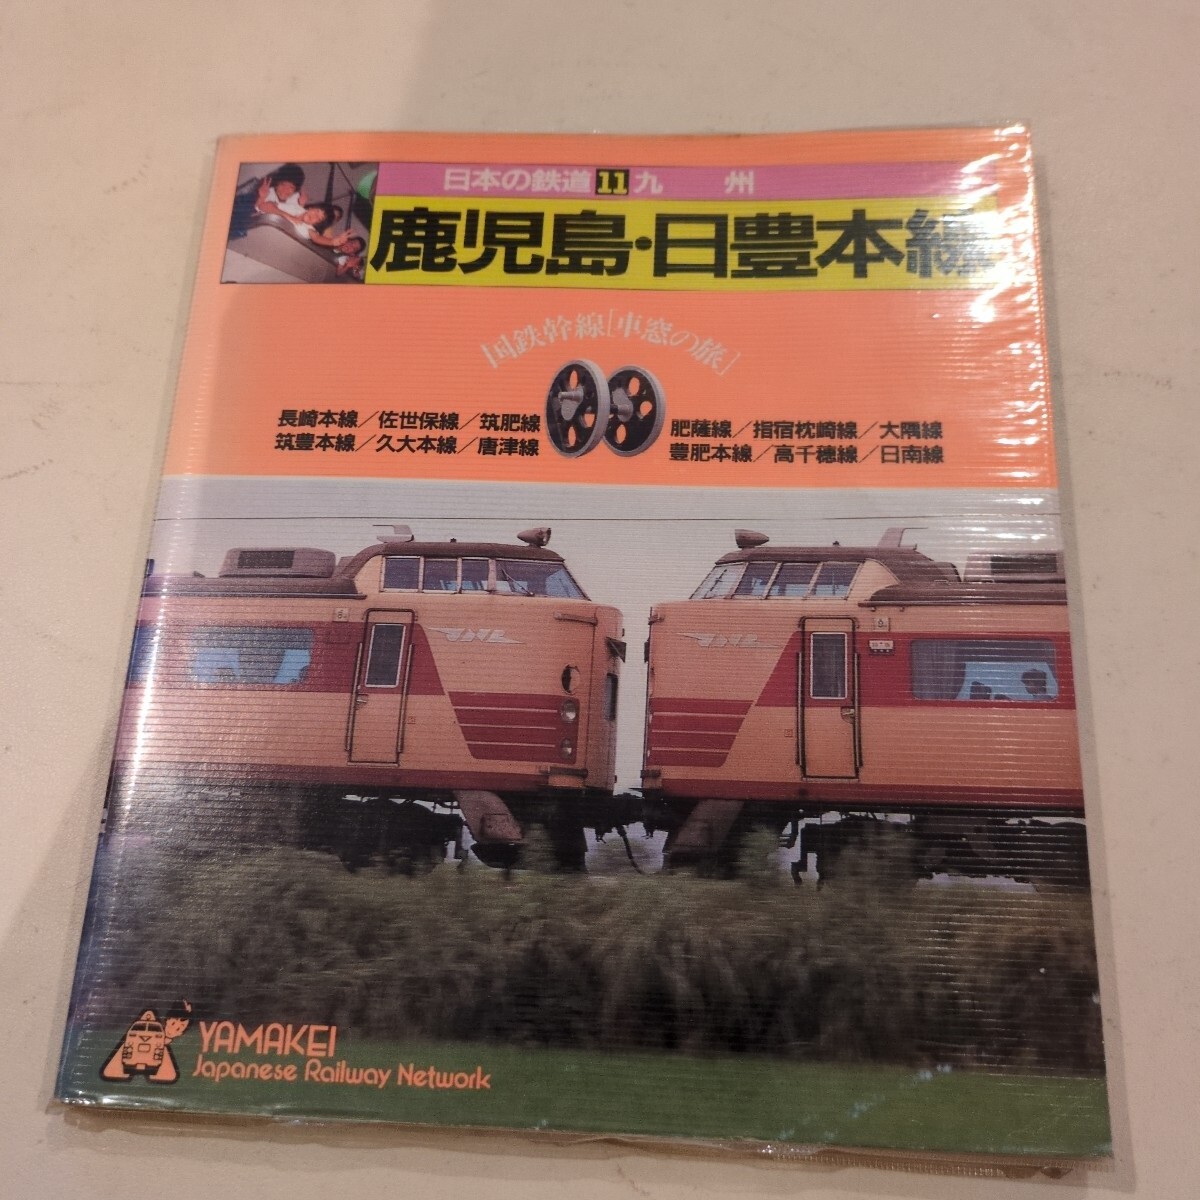 日本の鉄道11九州
鹿児島・日豊本線
国鉄幹線［車窓の旅］
長崎本線／佐世保線／筑肥線
筑豊本線／久大本線／唐津線
肥薩線／指宿枕崎線／大隅線
豊肥本線／高千穂線／日南線
YAMAKEI
Japanese Railway Network